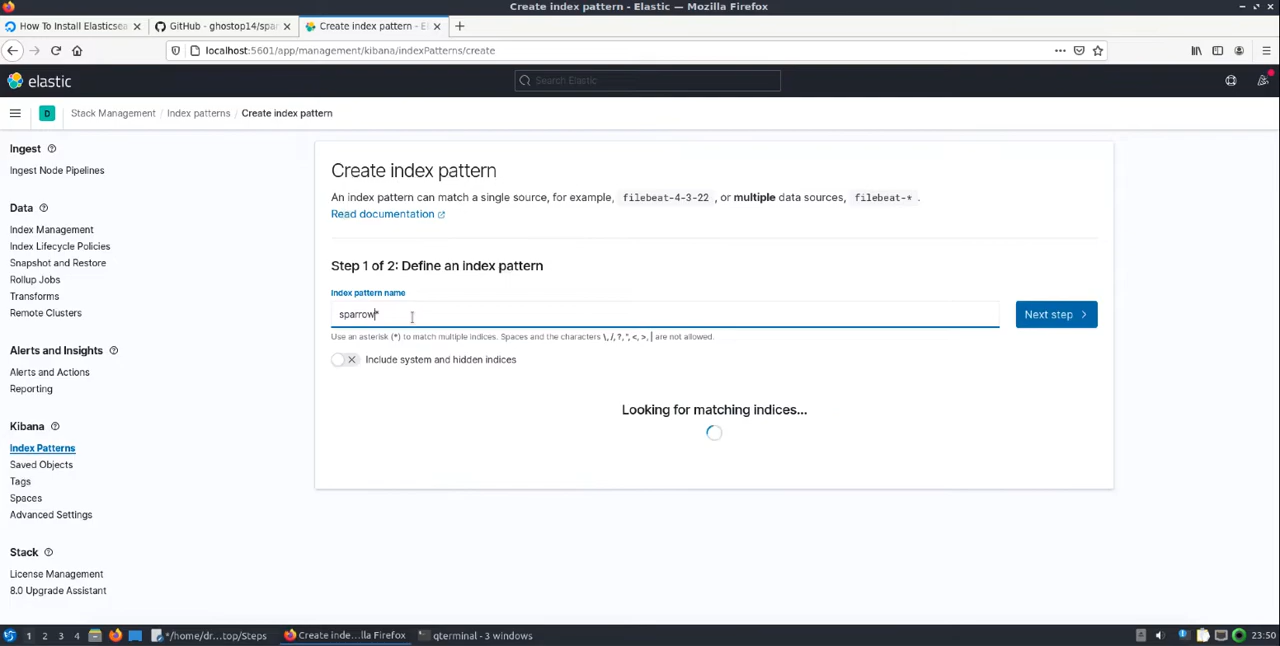 Create index pattern - Elastic — Mozilla Firefox
How To Install Elasticsea
GitHub - ghostop14/spar
Create index pattern - El
localhost:5601/app/management/kibana/indexPatterns/create
elastic
Search Elastic
D
Stack Management / Index patterns / Create index pattern
Ingest
Ingest Node Pipelines
Data
Index Management
Index Lifecycle Policies
Snapshot and Restore
Rollup Jobs
Transforms
Remote Clusters
Alerts and Insights
Alerts and Actions
Reporting
Kibana
Index Patterns
Saved Objects
Tags
Spaces
Advanced Settings
Stack
License Management
8.0 Upgrade Assistant
Create index pattern
An index pattern can match a single source, for example, filebeat-4-3-22 , or multiple data sources, filebeat-* .
Read documentation
Step 1 of 2: Define an index pattern
Index pattern name
sparrow*
Next step
Use an asterisk (*) to match multiple indices. Spaces and the characters \, /, ?, ", <, >, | are not allowed.
Include system and hidden indices
Looking for matching indices...
1 2 3 4
*/home/dr...top/Steps
Create inde...lla Firefox
qterminal - 3 windows
23:50